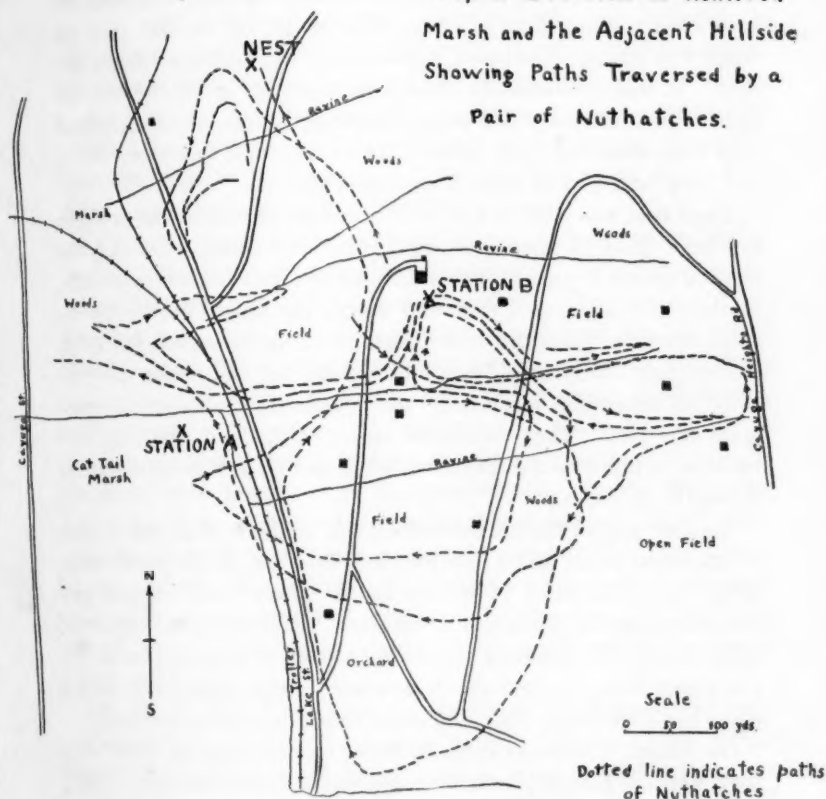 Marsh and the Adjacent Hillside
Showing Paths Traversed by a
Pair of Nuthatches.
NEST
X
Ravine
Woods
Marsh
Woods
Ravine
STATION B
X
Woods
Field
Field
Cayuga Heights Rd.
X
STATION A
Cat Tail
Marsh
Ravine
Woods
Field
Open Field
N
S
Orchard
Trolley
Lake St.
Scale
0 50 100 yds.
Dotted line indicates paths
of Nuthatches